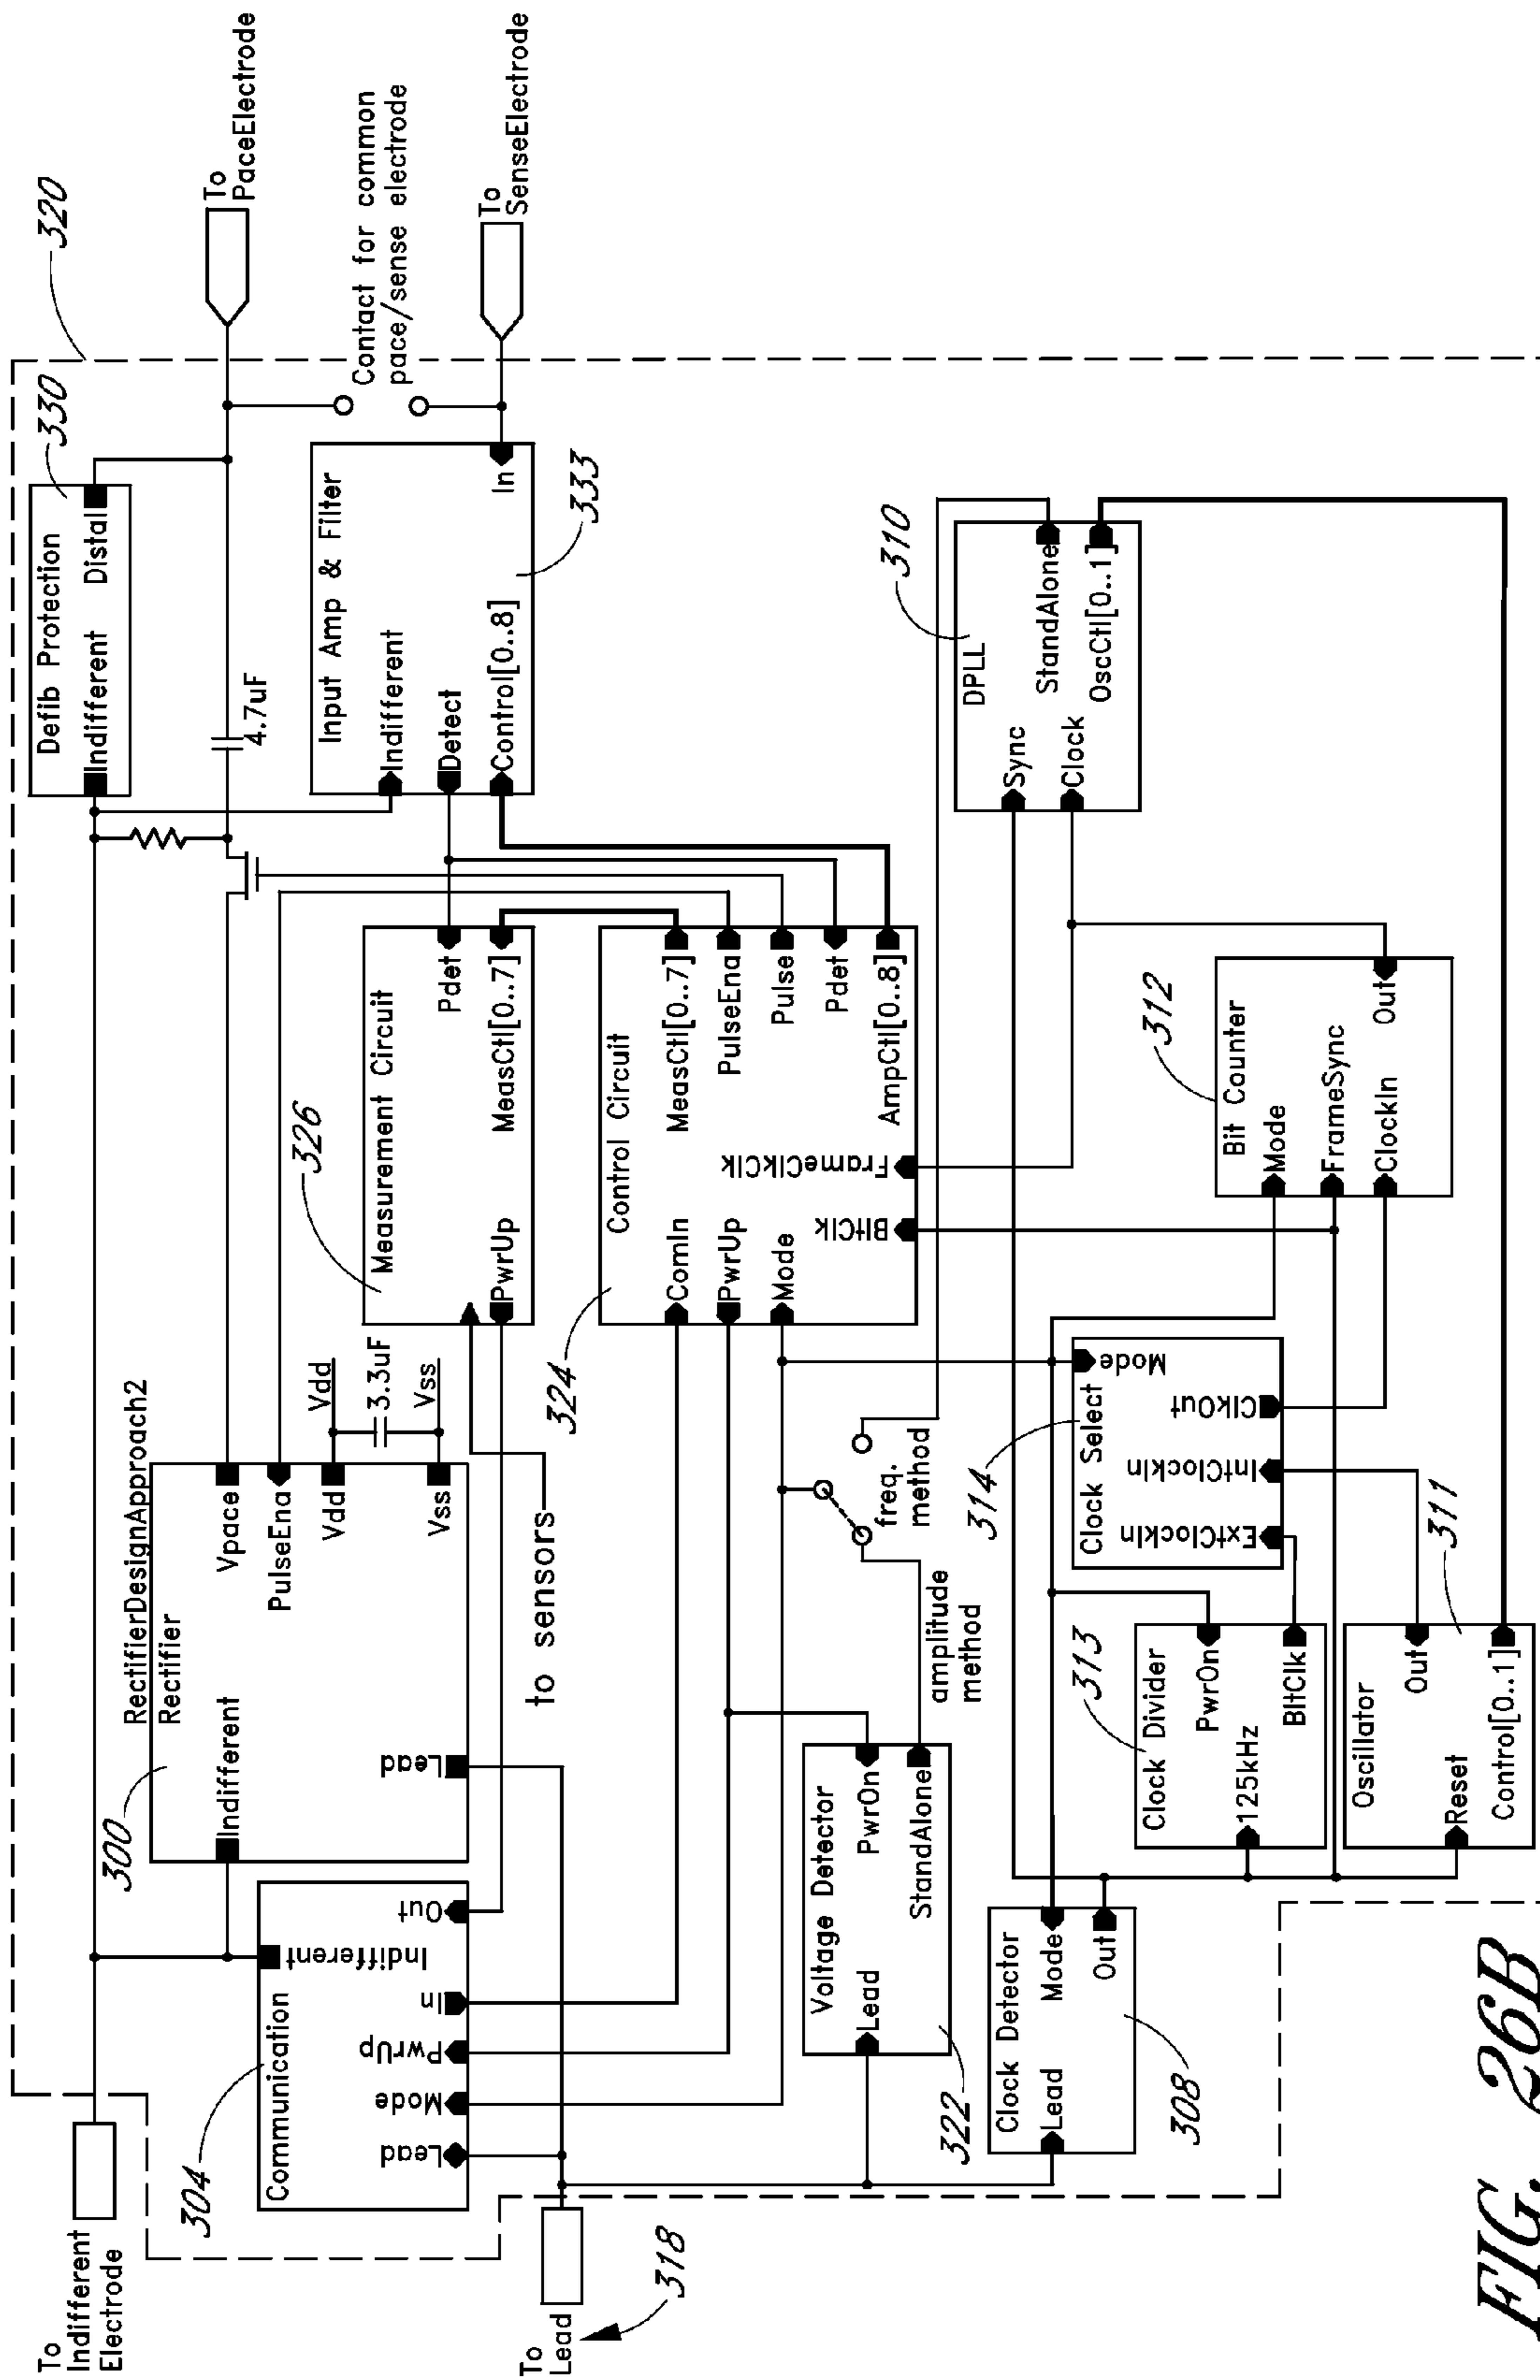 To
Indifferent
Electrode
304
Communication
Lead
Mode
PwrUp
In
Indifferent
Out
300
RectifierDesignApproach2
Rectifier
Indifferent
Lead
Vpace
PulseEna
Vdd
Vss
Vdd
3.3uF
Vss
330
Defib Protection
Indifferent
Distal
4.7uF
320
To
PaceElectrode
Contact for common
pace/sense electrode
To
SenseElectrode
Input Amp & Filter
Indifferent
Detect
Control[0..8]
In
333
326
Measurement Circuit
PwrUp
Pdet
MeasCtl[0..7]
to sensors
324
Control Circuit
ComIn
PwrUp
Mode
BitClk
FrameClkClk
MeasCtl[0..7]
PulseEna
Pulse
Pdet
AmpCtl[0..8]
To
Lead
318
Voltage Detector
Lead
PwrOn
StandAlone
322
amplitude
method
freq.
method
Clock Detector
Lead
Mode
Out
308
310
DPLL
Sync
Clock
StandAlone
OscCtl[0..1]
314
Clock Select
ExtClockIn
IntClockIn
ClkOut
Mode
312
Bit Counter
Mode
FrameSync
ClockIn
Out
313
Clock Divider
125kHz
PwrOn
BitClk
311
Oscillator
Reset
Out
Control[0..1]
FIG. 26B